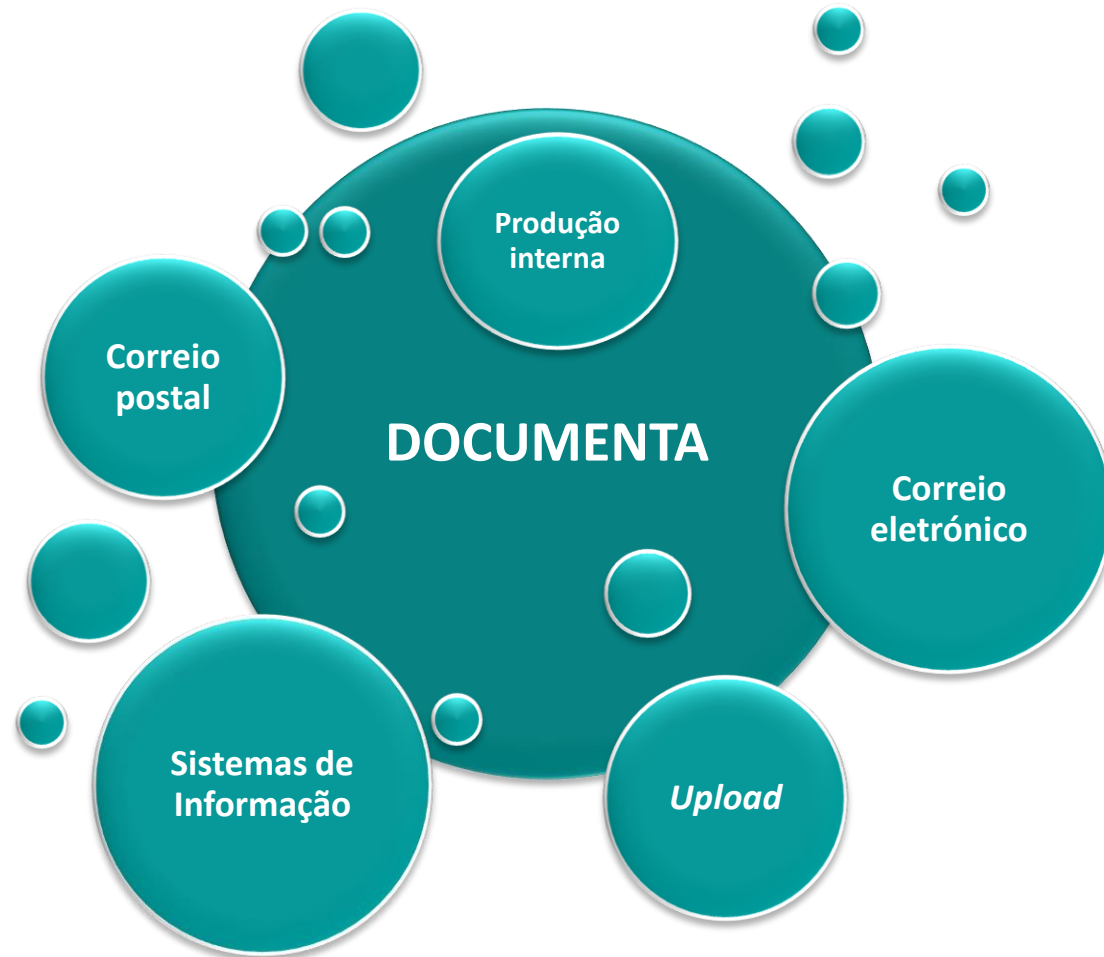 Produção
interna
Correio
postal
DOCUMENTA
Correio
eletrónico
Sistemas de
Informação
Upload